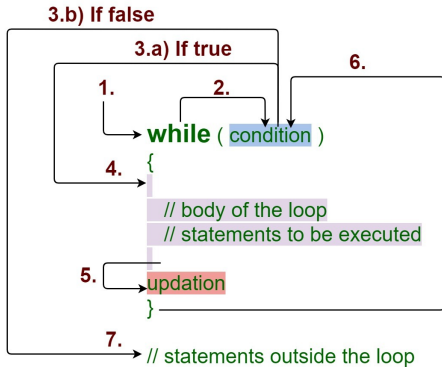 3.b) If false
3.a) If true
6.
1.
2.
while ( condition )
4.
{
// body of the loop
// statements to be executed
5.
updation
}
7.
// statements outside the loop